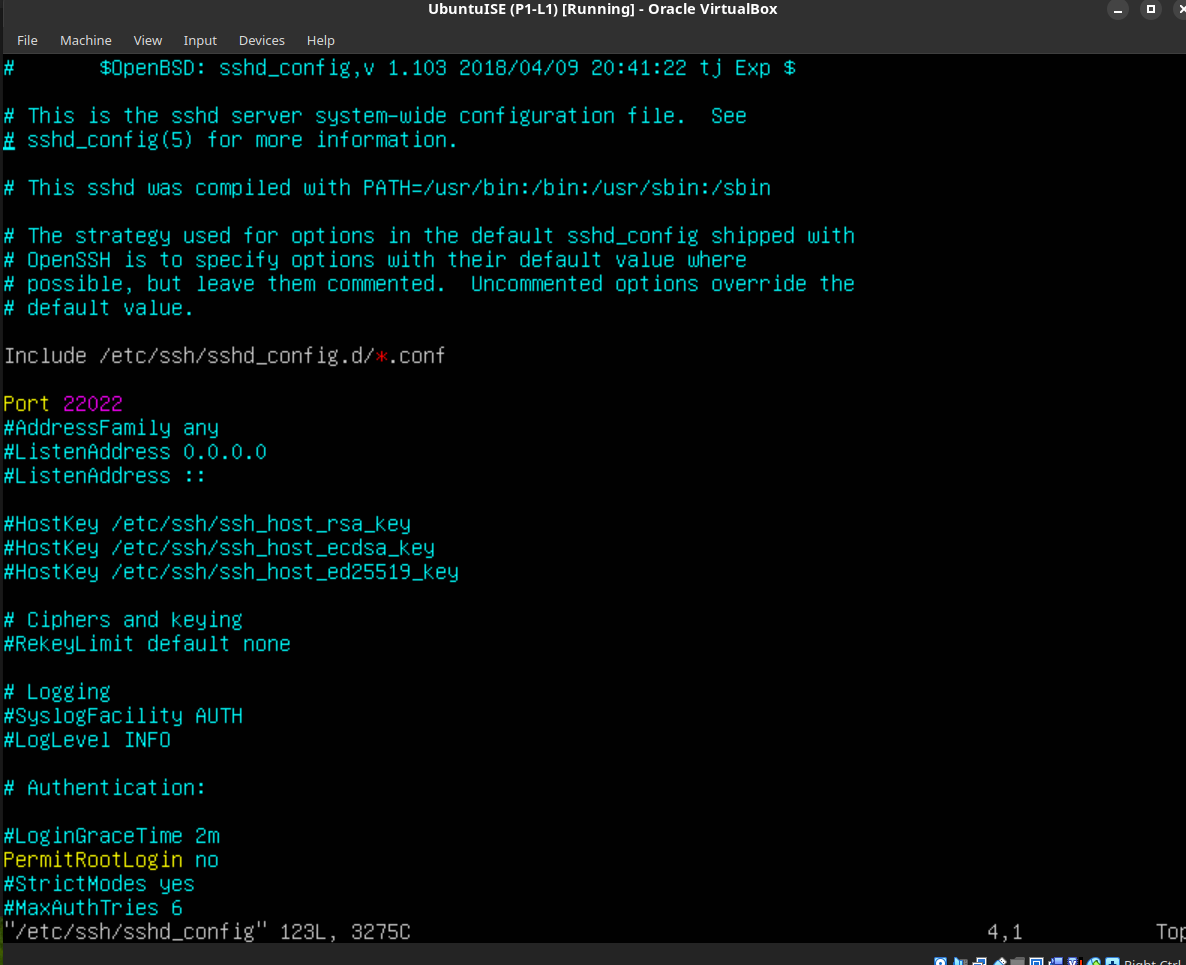 UbuntuISE (P1-L1) [Running] - Oracle VirtualBox
File Machine View Input Devices Help
#       $OpenBSD: sshd_config,v 1.103 2018/04/09 20:41:22 tj Exp $
# This is the sshd server system-wide configuration file.  See
# sshd_config(5) for more information.
# This sshd was compiled with PATH=/usr/bin:/bin:/usr/sbin:/sbin
# The strategy used for options in the default sshd_config shipped with
# OpenSSH is to specify options with their default value where
# possible, but leave them commented.  Uncommented options override the
# default value.
Include /etc/ssh/sshd_config.d/*.conf
Port 22022
#AddressFamily any
#ListenAddress 0.0.0.0
#ListenAddress ::
#HostKey /etc/ssh/ssh_host_rsa_key
#HostKey /etc/ssh/ssh_host_ecdsa_key
#HostKey /etc/ssh/ssh_host_ed25519_key
# Ciphers and keying
#RekeyLimit default none
# Logging
#SyslogFacility AUTH
#LogLevel INFO
# Authentication:
#LoginGraceTime 2m
PermitRootLogin no
#StrictModes yes
#MaxAuthTries 6
"/etc/ssh/sshd_config" 123L, 3275C 4,1 Top
Right Ctrl